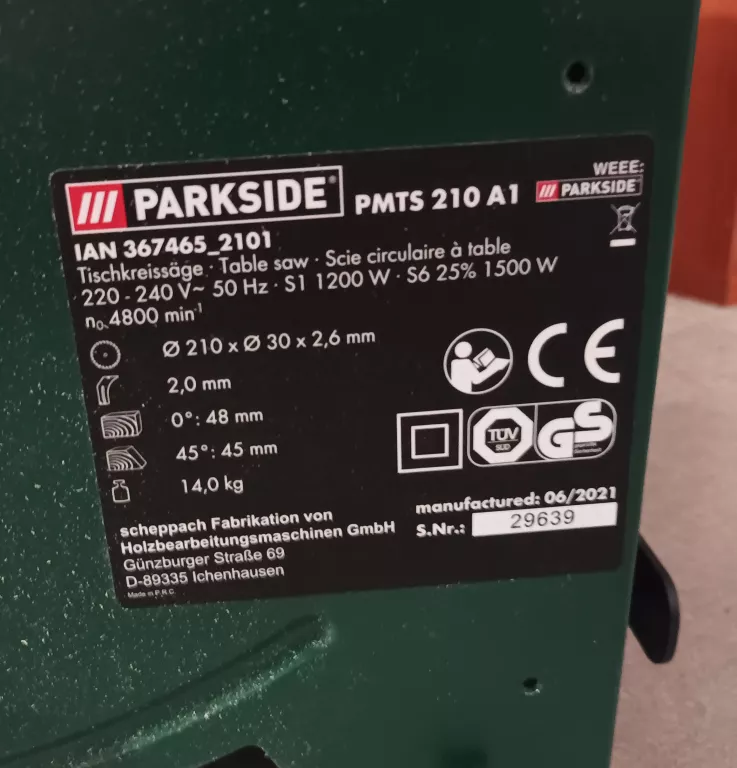 PARKSIDE® PMTS 210 A1
WEEE:
PARKSIDE
IAN 367465_2101
Tischkreissäge · Table saw · Scie circulaire à table
220 - 240 V~ 50 Hz · S1 1200 W · S6 25% 1500 W
n₀ 4800 min⁻¹
Ø 210 x Ø 30 x 2,6 mm
2,0 mm
0°: 48 mm
45°: 45 mm
14,0 kg
CE
TÜV
SÜD
GS
scheppach Fabrikation von
Holzbearbeitungsmaschinen GmbH
Günzburger Straße 69
D-89335 Ichenhausen
Made in P.R.C.
manufactured: 06/2021
S.Nr.: 29639